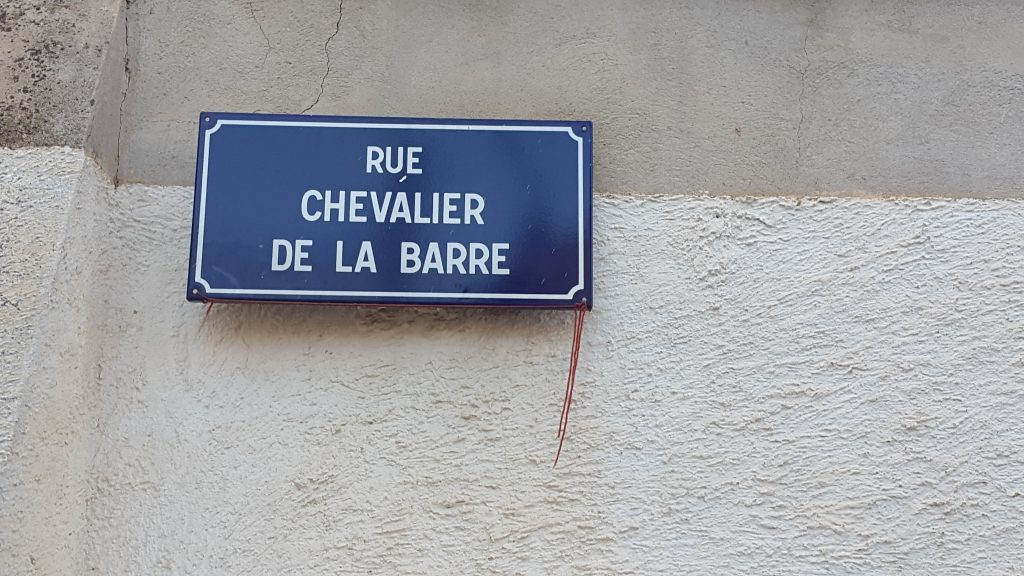 RUE
CHEVALIER
DE LA BARRE